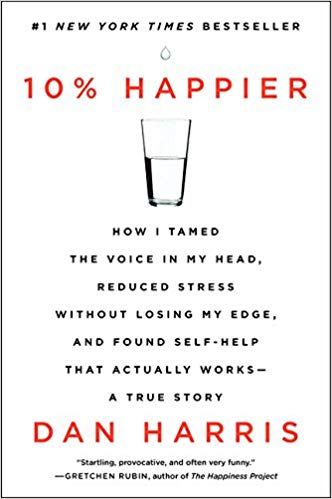 #1 NEW YORK TIMES BESTSELLER
10% HAPPIER
HOW I TAMED
THE VOICE IN MY HEAD,
REDUCED STRESS
WITHOUT LOSING MY EDGE,
AND FOUND SELF-HELP
THAT ACTUALLY WORKS—
A TRUE STORY
DAN HARRIS
"Startling, provocative, and often very funny."
—GRETCHEN RUBIN, author of The Happiness Project